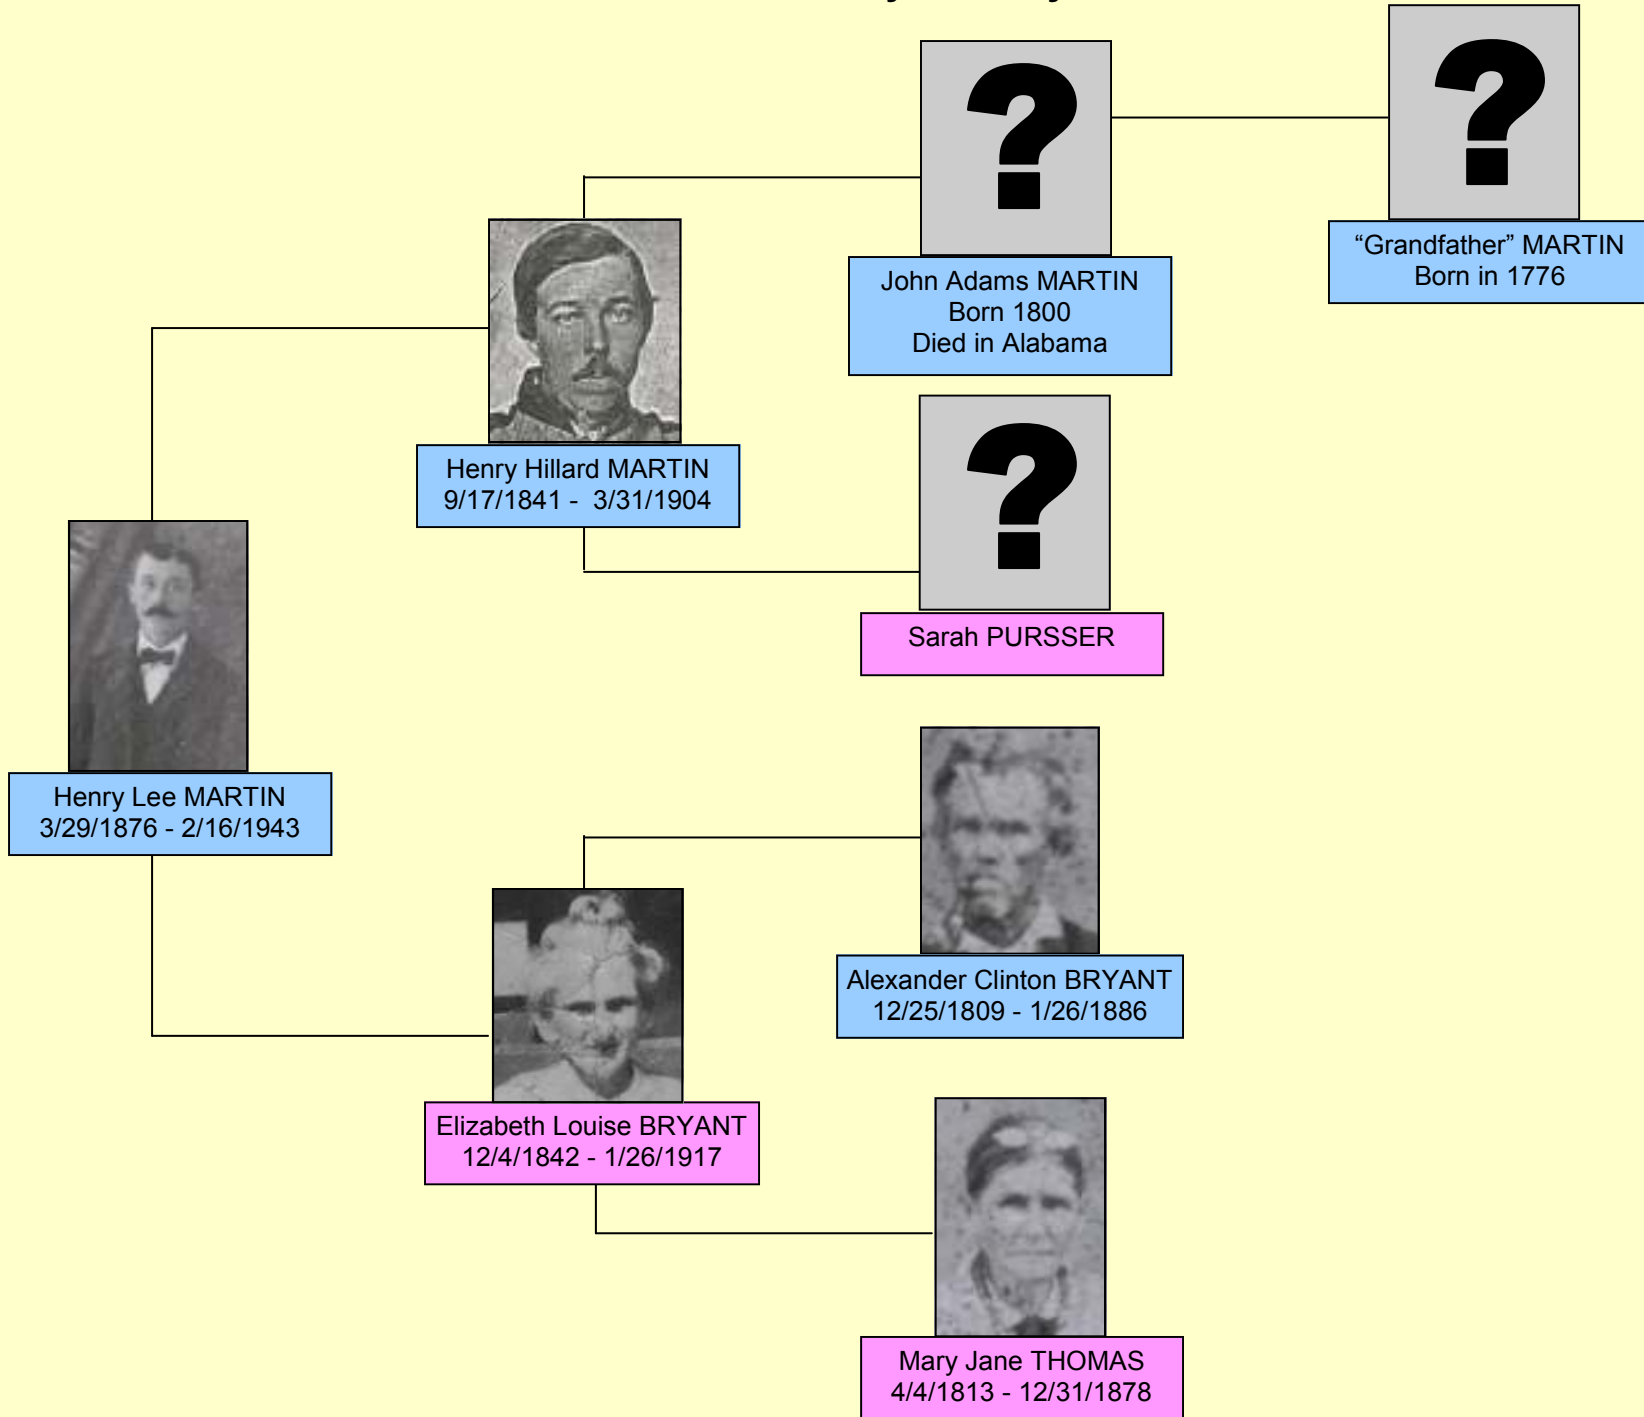 “Grandfather” MARTIN
Born in 1776
John Adams MARTIN
Born 1800
Died in Alabama
Henry Hillard MARTIN
9/17/1841 - 3/31/1904
Sarah PURSSER
Henry Lee MARTIN
3/29/1876 - 2/16/1943
Alexander Clinton BRYANT
12/25/1809 - 1/26/1886
Elizabeth Louise BRYANT
12/4/1842 - 1/26/1917
Mary Jane THOMAS
4/4/1813 - 12/31/1878